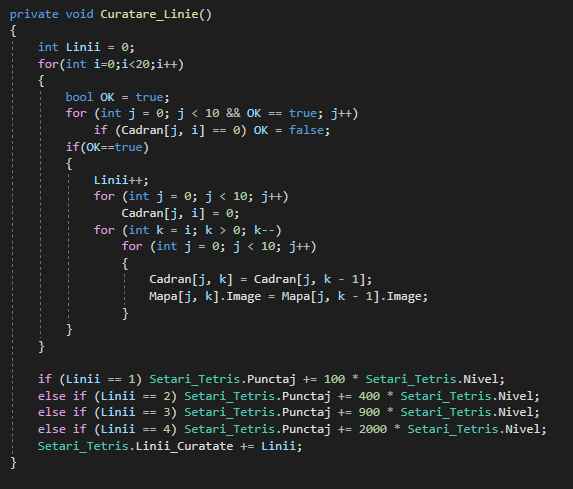 private void Curatare_Linie()
{
    int Linii = 0;
    for(int i=0;i<20;i++)
    {
        bool OK = true;
        for (int j = 0; j < 10 && OK == true; j++)
            if (Cadran[j, i] == 0) OK = false;
        if(OK==true)
        {
            Linii++;
            for (int j = 0; j < 10; j++)
                Cadran[j, i] = 0;
            for (int k = i; k > 0; k--)
                for (int j = 0; j < 10; j++)
                {
                    Cadran[j, k] = Cadran[j, k - 1];
                    Mapa[j, k].Image = Mapa[j, k - 1].Image;
                }
        }
    }
    if (Linii == 1) Setari_Tetris.Punctaj += 100 * Setari_Tetris.Nivel;
    else if (Linii == 2) Setari_Tetris.Punctaj += 400 * Setari_Tetris.Nivel;
    else if (Linii == 3) Setari_Tetris.Punctaj += 900 * Setari_Tetris.Nivel;
    else if (Linii == 4) Setari_Tetris.Punctaj += 2000 * Setari_Tetris.Nivel;
    Setari_Tetris.Linii_Curatate += Linii;
}